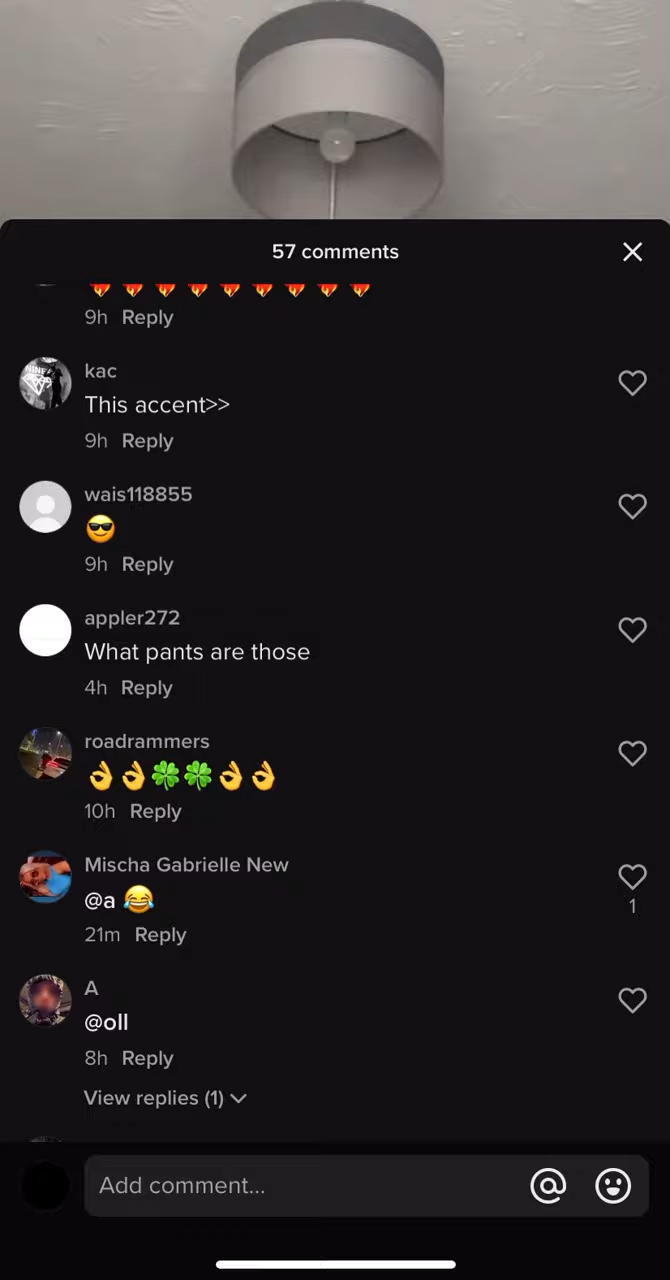 57 comments
❤️‍🔥❤️‍🔥❤️‍🔥❤️‍🔥❤️‍🔥❤️‍🔥❤️‍🔥❤️‍🔥❤️‍🔥
9h Reply
kac
This accent>>
9h Reply
wais118855
😎
9h Reply
appler272
What pants are those
4h Reply
roadrammers
👌👌🍀🍀👌👌
10h Reply
Mischa Gabrielle New
@a 😂
1
21m Reply
A
@oll
8h Reply
View replies (1)
Add comment...